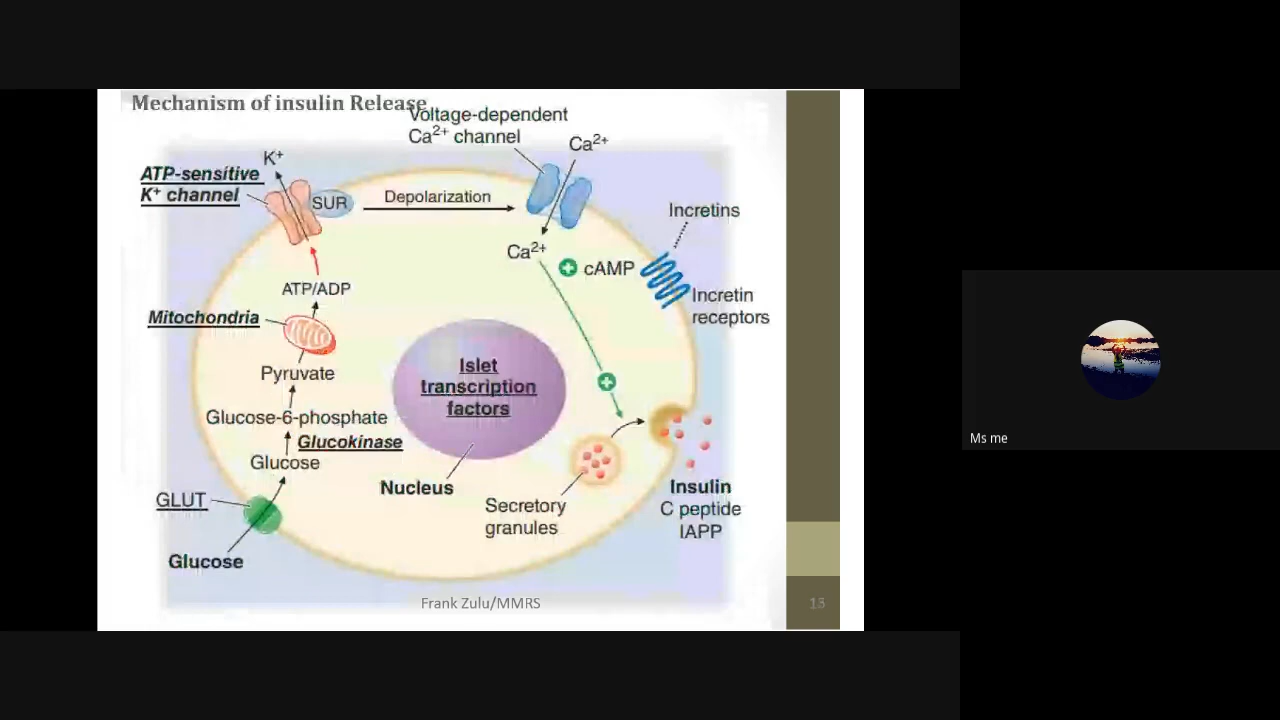 Mechanism of insulin Release
Voltage-dependent
Ca²⁺ channel
Ca²⁺
K⁺
ATP-sensitive
K⁺ channel
SUR
Depolarization
Incretins
Ca²⁺
cAMP
ATP/ADP
Incretin
receptors
Mitochondria
Pyruvate
Islet
transcription
factors
Glucose-6-phosphate
Glucokinase
Glucose
Nucleus
GLUT
Secretory
granules
Insulin
C peptide
IAPP
Glucose
Frank Zulu/MMRS
13
Ms me